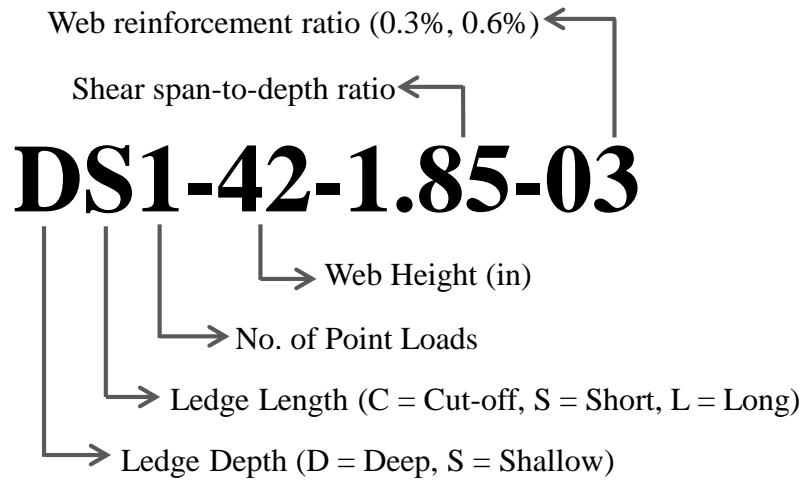 Web reinforcement ratio (0.3%, 0.6%)
Shear span-to-depth ratio
DS1-42-1.85-03
Web Height (in)
No. of Point Loads
Ledge Length (C = Cut-off, S = Short, L = Long)
Ledge Depth (D = Deep, S = Shallow)